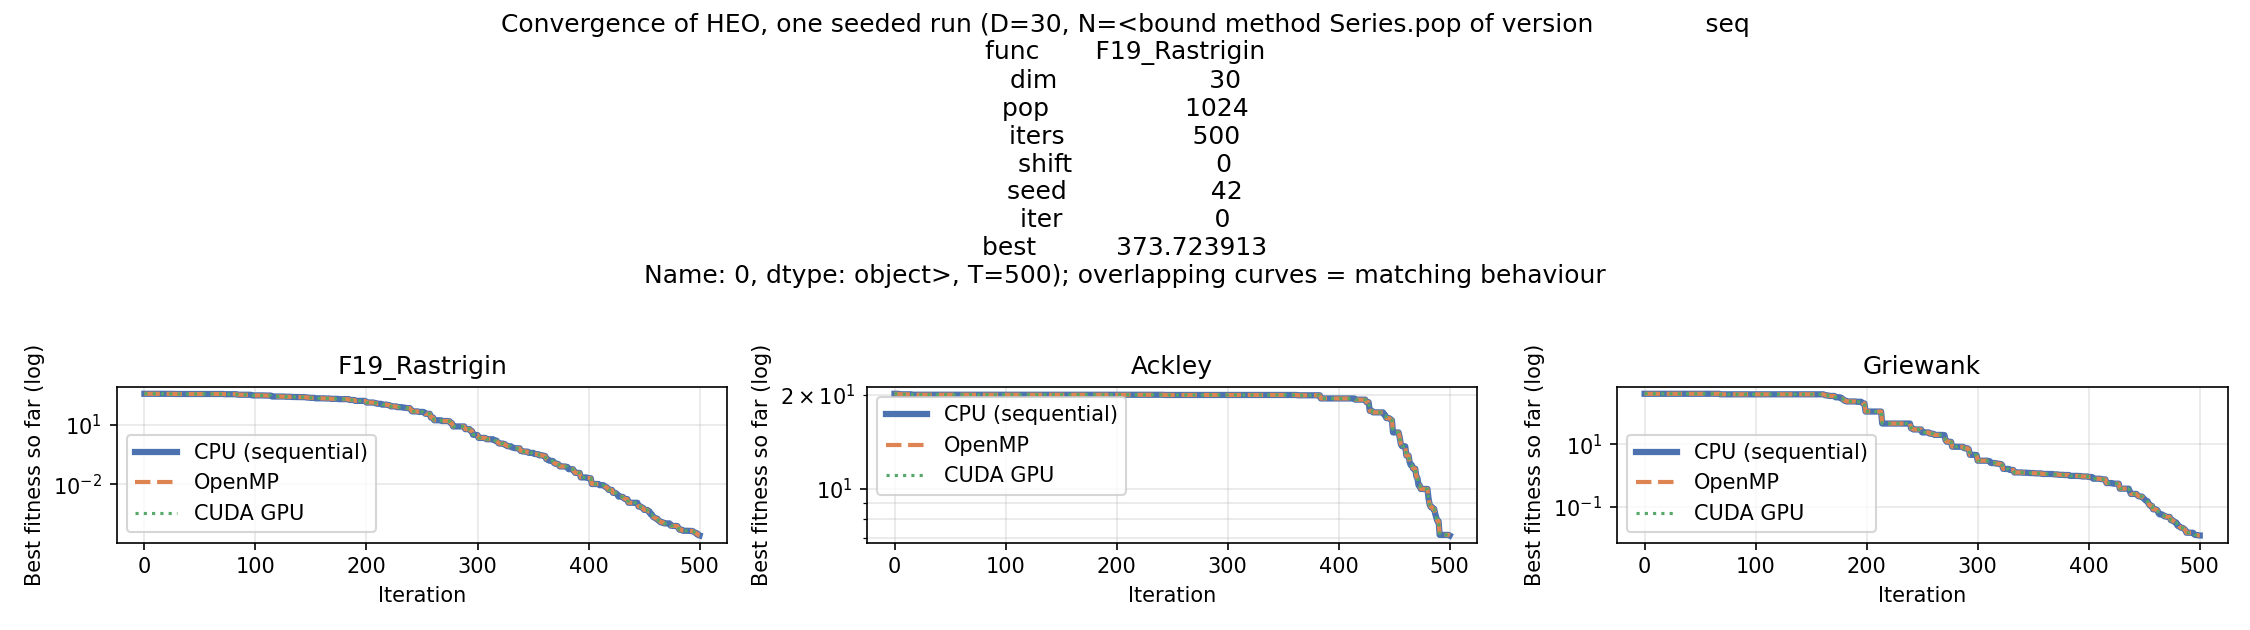 Convergence of HEO, one seeded run (D=30, N=<bound method Series.pop of version seq
func F19_Rastrigin
dim 30
pop 1024
iters 500
shift 0
seed 42
iter 0
best 373.723913
Name: 0, dtype: object>, T=500); overlapping curves = matching behaviour
F19_Rastrigin
Best fitness so far (log)
10^1
10^-2
CPU (sequential)
OpenMP
CUDA GPU
0 100 200 300 400 500
Iteration
Ackley
Best fitness so far (log)
2 × 10^1
10^1
CPU (sequential)
OpenMP
CUDA GPU
0 100 200 300 400 500
Iteration
Griewank
Best fitness so far (log)
10^1
10^-1
CPU (sequential)
OpenMP
CUDA GPU
0 100 200 300 400 500
Iteration